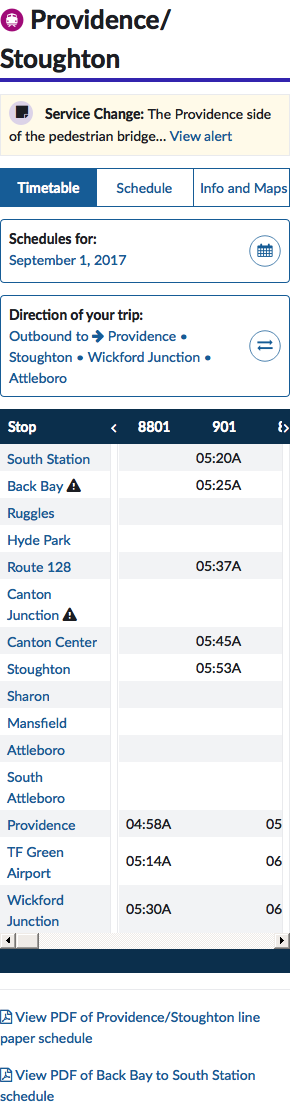 Providence/
Stoughton
Service Change: The Providence side
of the pedestrian bridge... View alert
Timetable Schedule Info and Maps
Schedules for:
September 1, 2017
Direction of your trip:
Outbound to → Providence •
Stoughton • Wickford Junction •
Attleboro
Stop < 8801 901 >
South Station 05:20A
Back Bay 05:25A
Ruggles
Hyde Park
Route 128 05:37A
Canton
Junction
Canton Center 05:45A
Stoughton 05:53A
Sharon
Mansfield
Attleboro
South
Attleboro
Providence 04:58A 05
TF Green
Airport 05:14A 06
Wickford
Junction 05:30A 06
View PDF of Providence/Stoughton line
paper schedule
View PDF of Back Bay to South Station
schedule